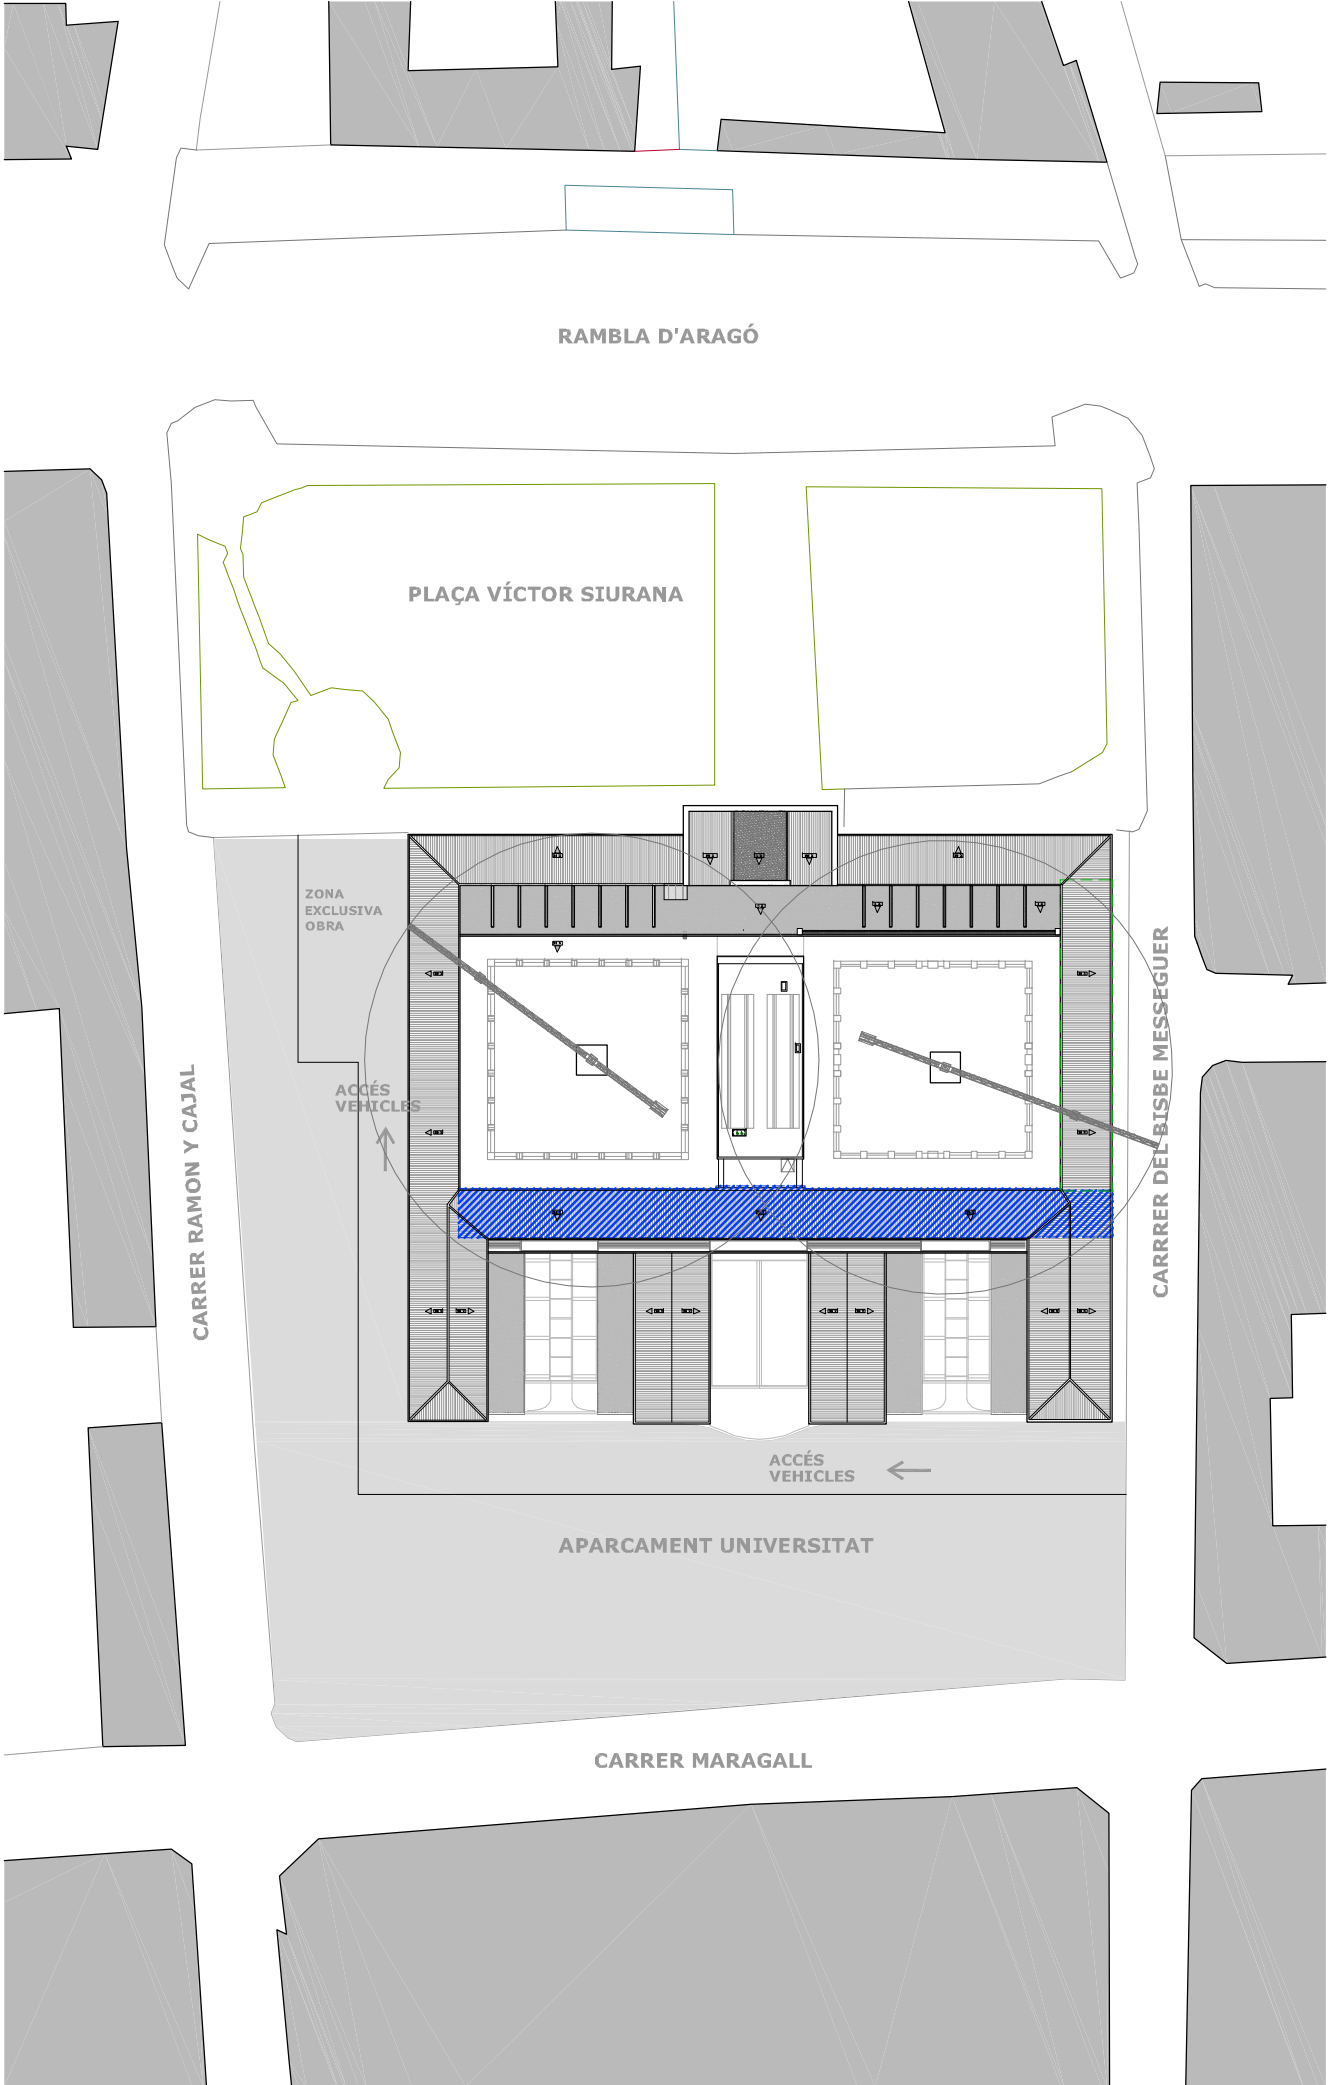 RAMBLA D'ARAGÓ
PLAÇA VÍCTOR SIURANA
ZONA
EXCLUSIVA
OBRA
ACCÉS
VEHICLES
CARRER RAMON Y CAJAL
CARRRER DEL BISBE MESSEGUER
ACCÉS
VEHICLES
APARCAMENT UNIVERSITAT
CARRER MARAGALL